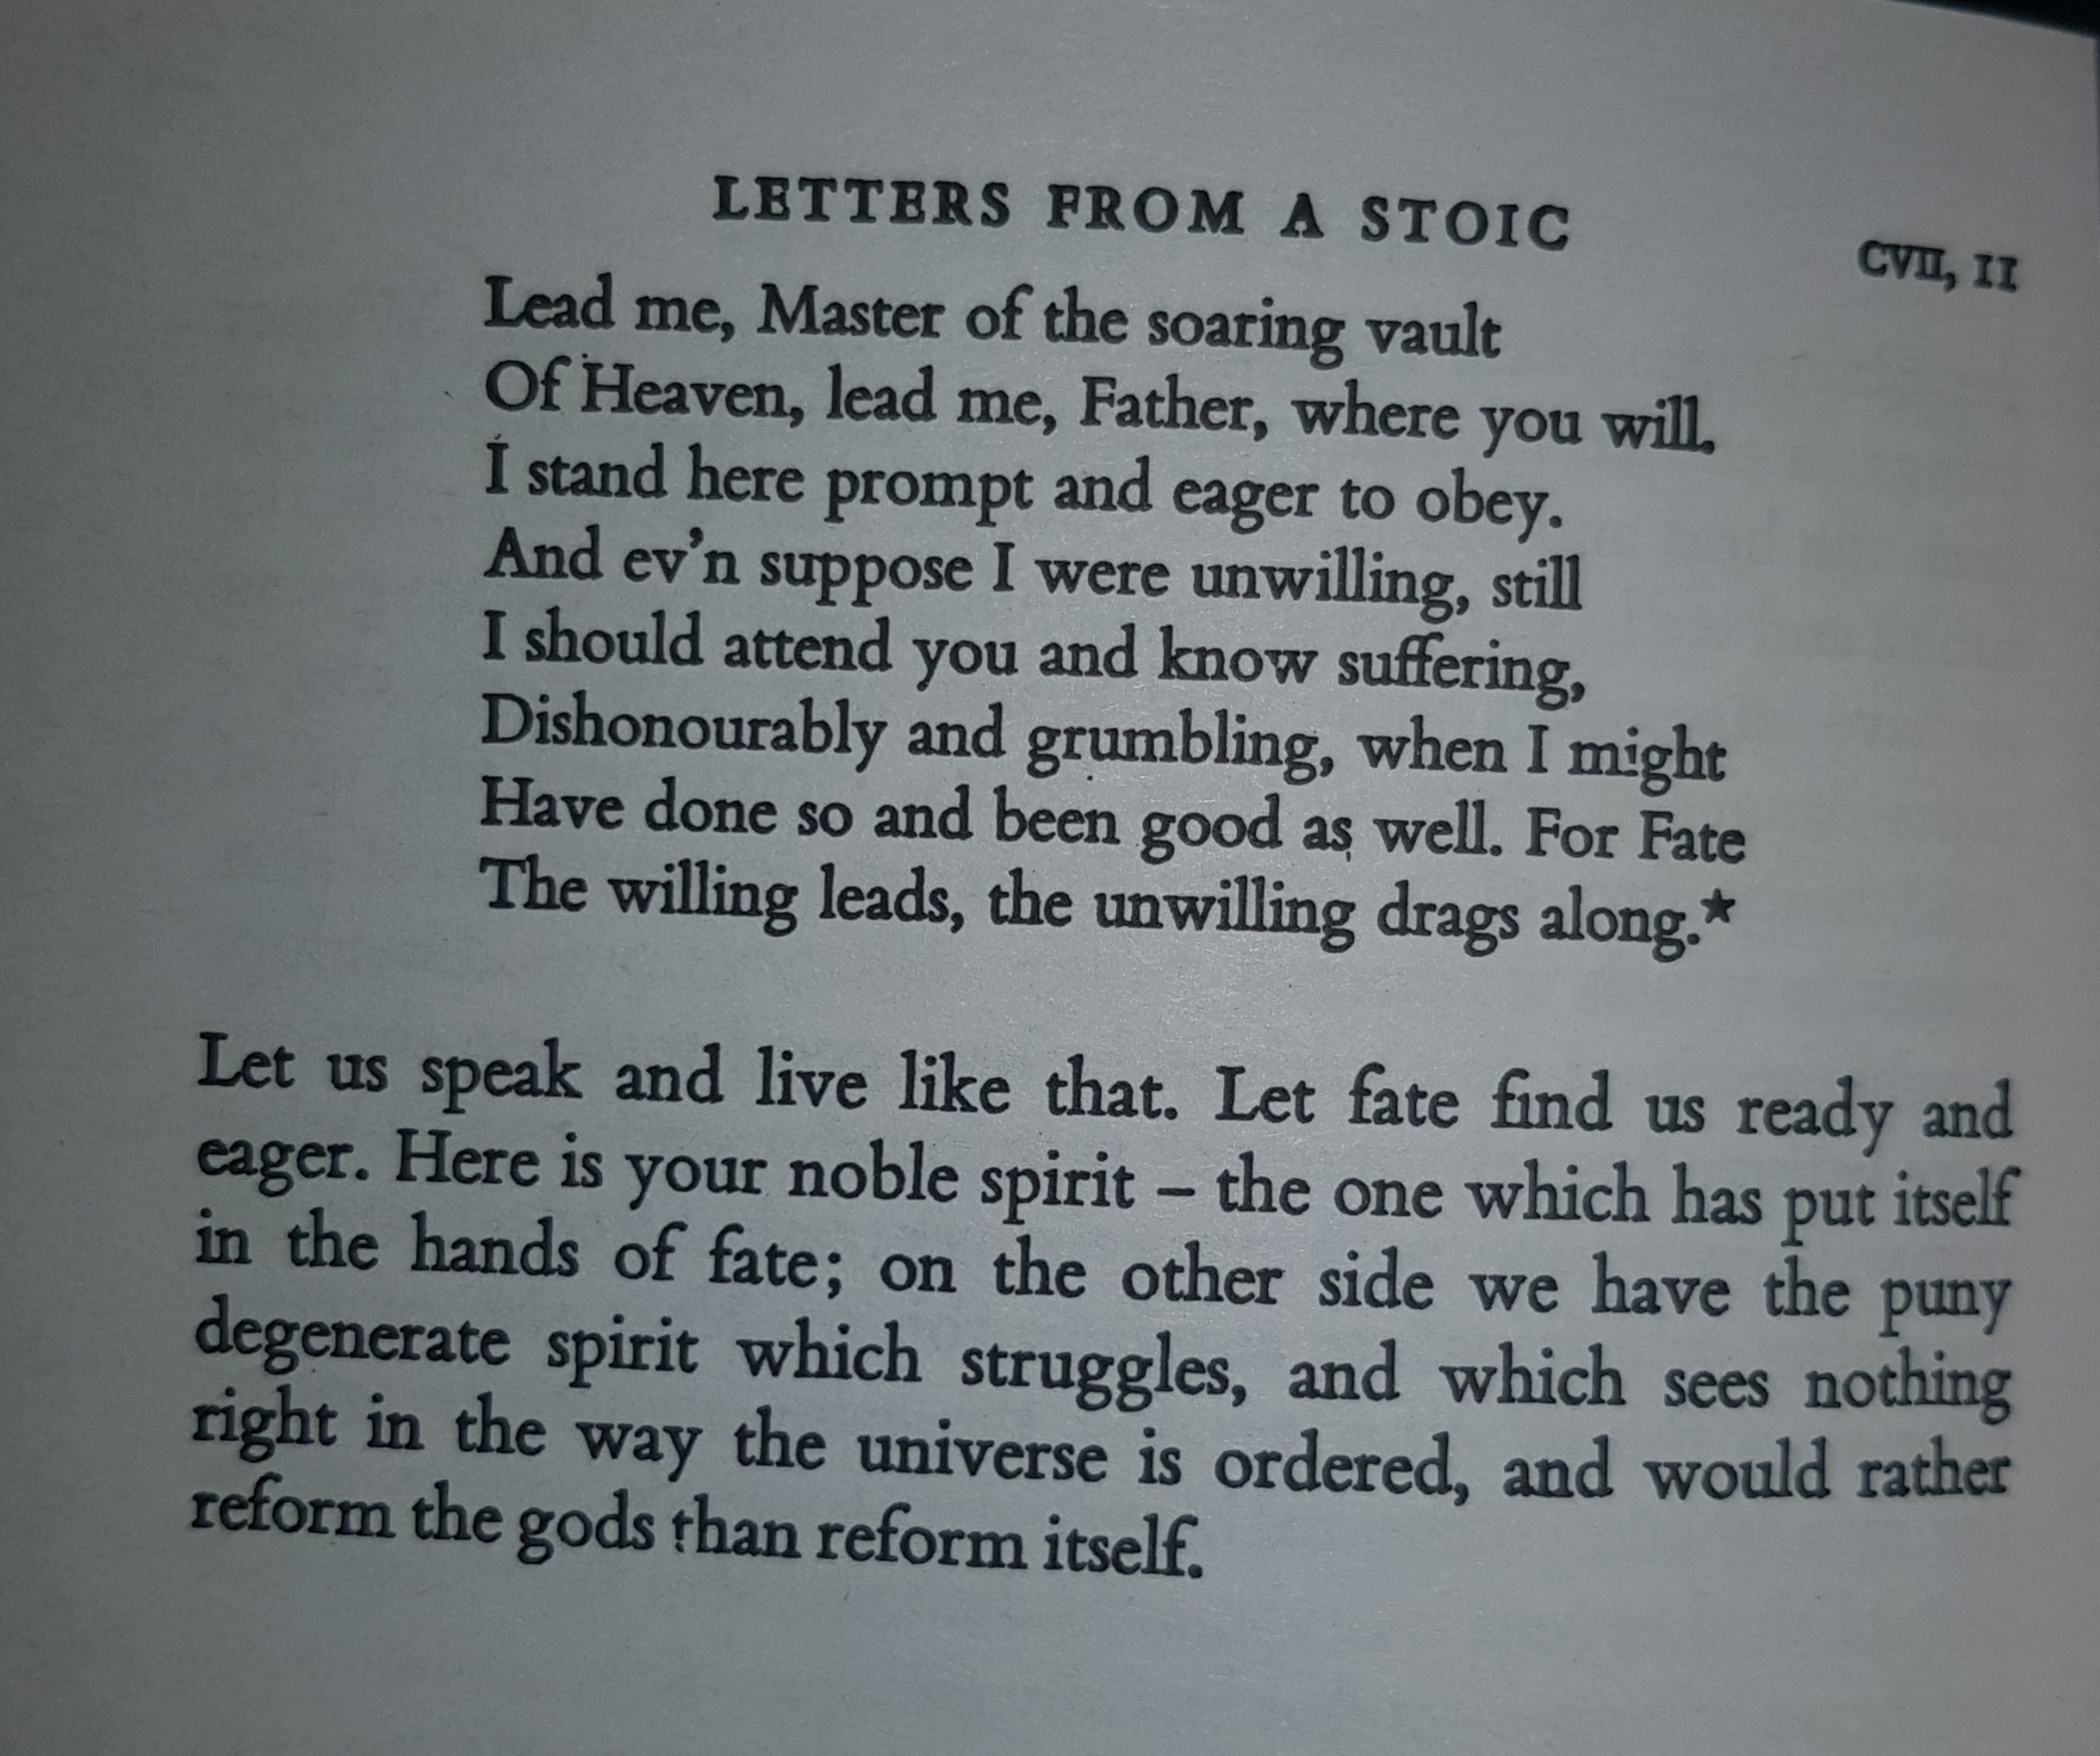 LETTERS FROM A STOIC
CVII, 11
Lead me, Master of the soaring vault
Of Heaven, lead me, Father, where you will.
I stand here prompt and eager to obey.
And ev'n suppose I were unwilling, still
I should attend you and know suffering,
Dishonourably and grumbling, when I might
Have done so and been good as well. For Fate
The willing leads, the unwilling drags along.*
Let us speak and live like that. Let fate find us ready and
eager. Here is your noble spirit – the one which has put itself
in the hands of fate; on the other side we have the puny
degenerate spirit which struggles, and which sees nothing
right in the way the universe is ordered, and would rather
reform the gods than reform itself.